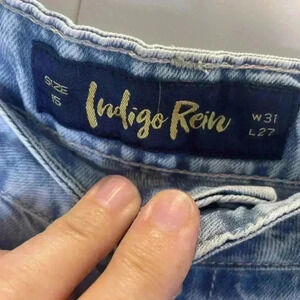 SIZE
15
Indigo Rein
W31
L27